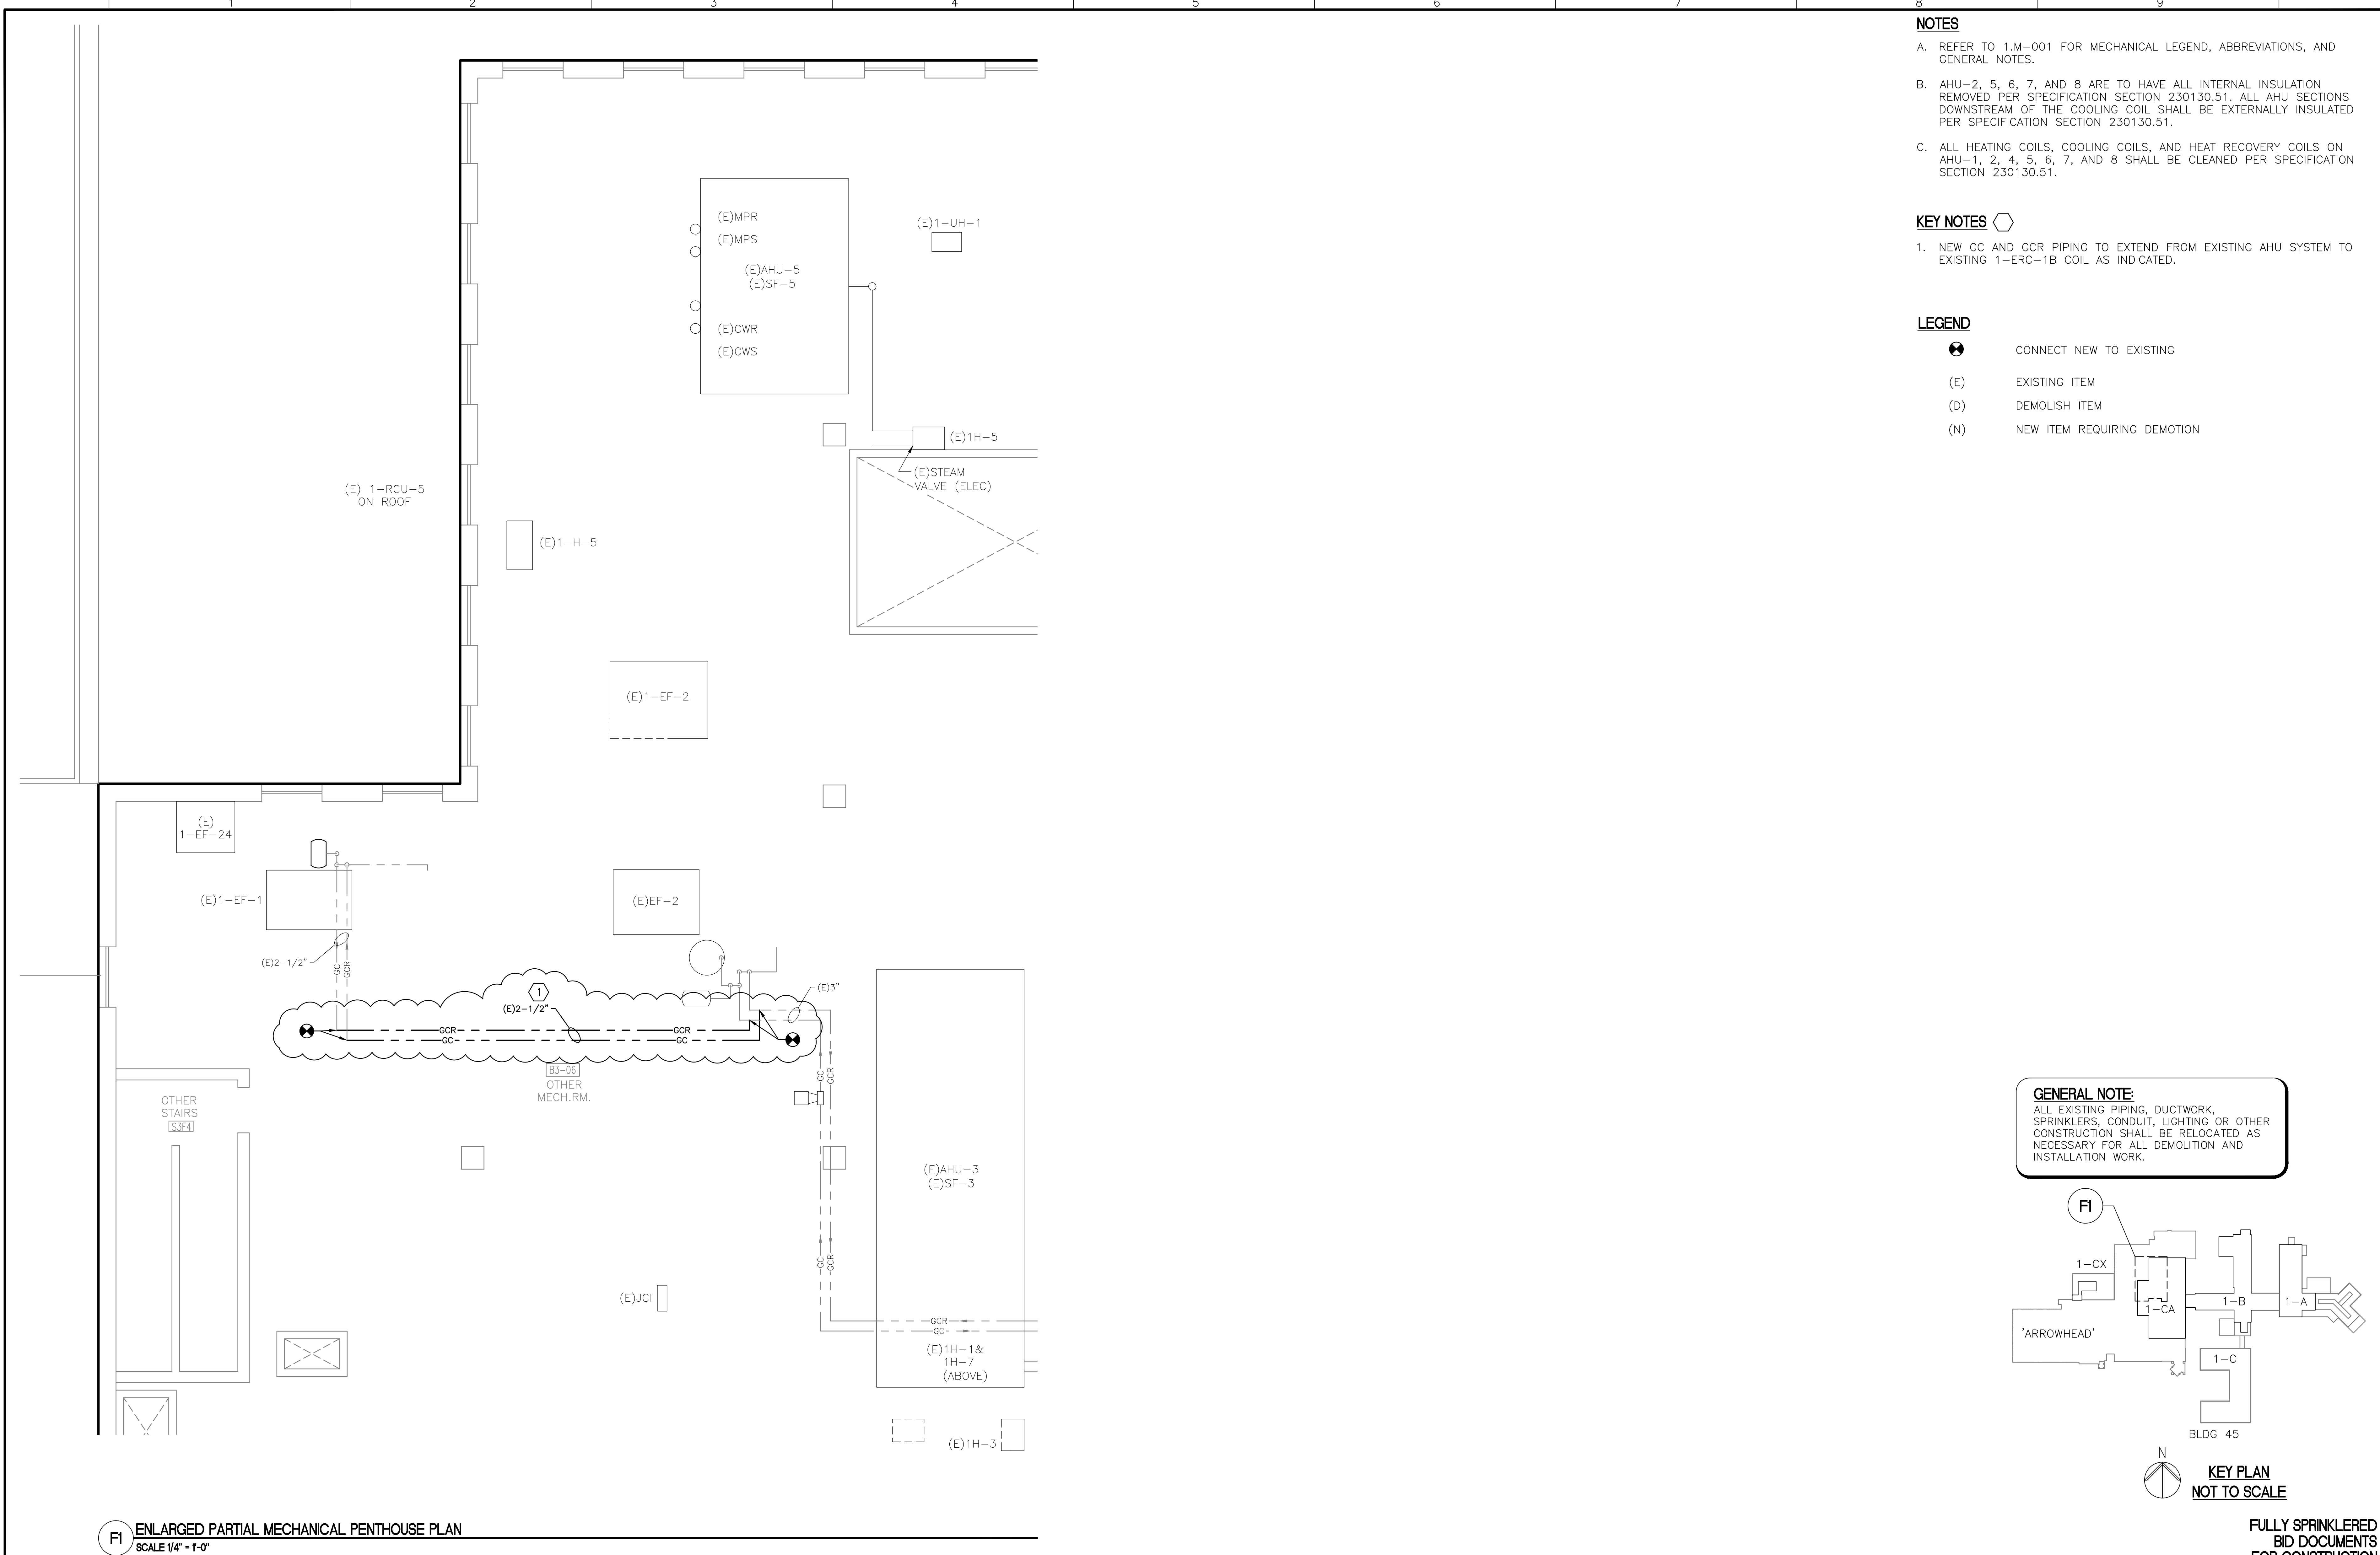 1 2 3 4 5 6 7 8 9
NOTES
A. REFER TO 1.M-001 FOR MECHANICAL LEGEND, ABBREVIATIONS, AND
GENERAL NOTES.
B. AHU-2, 5, 6, 7, AND 8 ARE TO HAVE ALL INTERNAL INSULATION
REMOVED PER SPECIFICATION SECTION 230130.51. ALL AHU SECTIONS
DOWNSTREAM OF THE COOLING COIL SHALL BE EXTERNALLY INSULATED
PER SPECIFICATION SECTION 230130.51.
C. ALL HEATING COILS, COOLING COILS, AND HEAT RECOVERY COILS ON
AHU-1, 2, 4, 5, 6, 7, AND 8 SHALL BE CLEANED PER SPECIFICATION
SECTION 230130.51.
KEY NOTES
1. NEW GC AND GCR PIPING TO EXTEND FROM EXISTING AHU SYSTEM TO
EXISTING 1-ERC-1B COIL AS INDICATED.
LEGEND
CONNECT NEW TO EXISTING
(E) EXISTING ITEM
(D) DEMOLISH ITEM
(N) NEW ITEM REQUIRING DEMOTION
(E)MPR
(E)MPS
(E)AHU-5
(E)SF-5
(E)CWR
(E)CWS
(E)1-UH-1
(E)1H-5
(E)STEAM
VALVE (ELEC)
(E) 1-RCU-5
ON ROOF
(E)1-H-5
(E)1-EF-2
(E)
1-EF-24
(E)1-EF-1
(E)EF-2
(E)2-1/2"
GC
GCR
1
(E)2-1/2"
(E)3"
GCR GCR
GC GC
B3-06
OTHER
MECH.RM.
GC
GCR
OTHER
STAIRS
S3F4
(E)AHU-3
(E)SF-3
GC
GCR
(E)JCI
GCR
GC
(E)1H-1&
1H-7
(ABOVE)
(E)1H-3
GENERAL NOTE:
ALL EXISTING PIPING, DUCTWORK,
SPRINKLERS, CONDUIT, LIGHTING OR OTHER
CONSTRUCTION SHALL BE RELOCATED AS
NECESSARY FOR ALL DEMOLITION AND
INSTALLATION WORK.
F1
1-CX
1-CA
1-B
1-A
'ARROWHEAD'
1-C
BLDG 45
N
KEY PLAN
NOT TO SCALE
F1 ENLARGED PARTIAL MECHANICAL PENTHOUSE PLAN
SCALE 1/4" = 1'-0"
FULLY SPRINKLERED
BID DOCUMENTS
FOR CONSTRUCTION